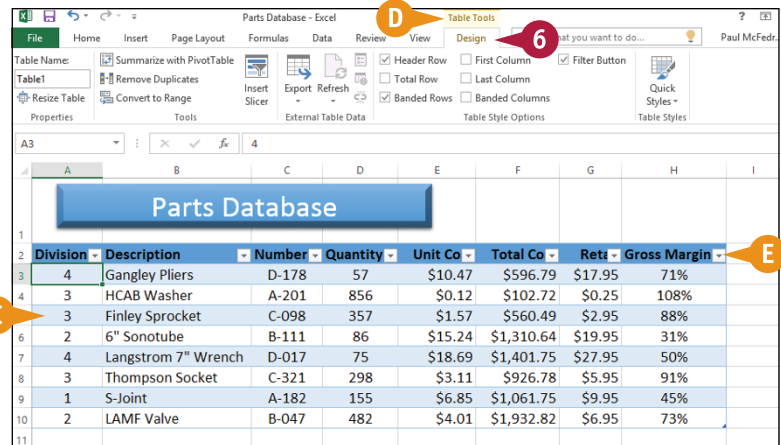 Parts Database - Excel
D
Table Tools
?
File Home Insert Page Layout Formulas Data Review View Design
6
at you want to do...
Paul McFedr...
Table Name:
Table1
Resize Table
Properties
Summarize with PivotTable
Remove Duplicates
Convert to Range
Tools
Insert Slicer
Export Refresh
External Table Data
Header Row First Column Filter Button
Total Row Last Column
Banded Rows Banded Columns
Table Style Options
Quick Styles
Table Styles
A3 fx 4
A B C D E F G H I
1 Parts Database
2 Division Description Number Quantity Unit Co Total Co Reta Gross Margin
E
3 4 Gangley Pliers D-178 57 $10.47 $596.79 $17.95 71%
4 3 HCAB Washer A-201 856 $0.12 $102.72 $0.25 108%
3 Finley Sprocket C-098 357 $1.57 $560.49 $2.95 88%
6 2 6" Sonotube B-111 86 $15.24 $1,310.64 $19.95 31%
7 4 Langstrom 7" Wrench D-017 75 $18.69 $1,401.75 $27.95 50%
8 3 Thompson Socket C-321 298 $3.11 $926.78 $5.95 91%
9 1 S-Joint A-182 155 $6.85 $1,061.75 $9.95 45%
10 2 LAMF Valve B-047 482 $4.01 $1,932.82 $6.95 73%
11